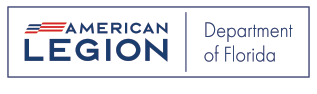 AMERICAN
LEGION
Department
of Florida